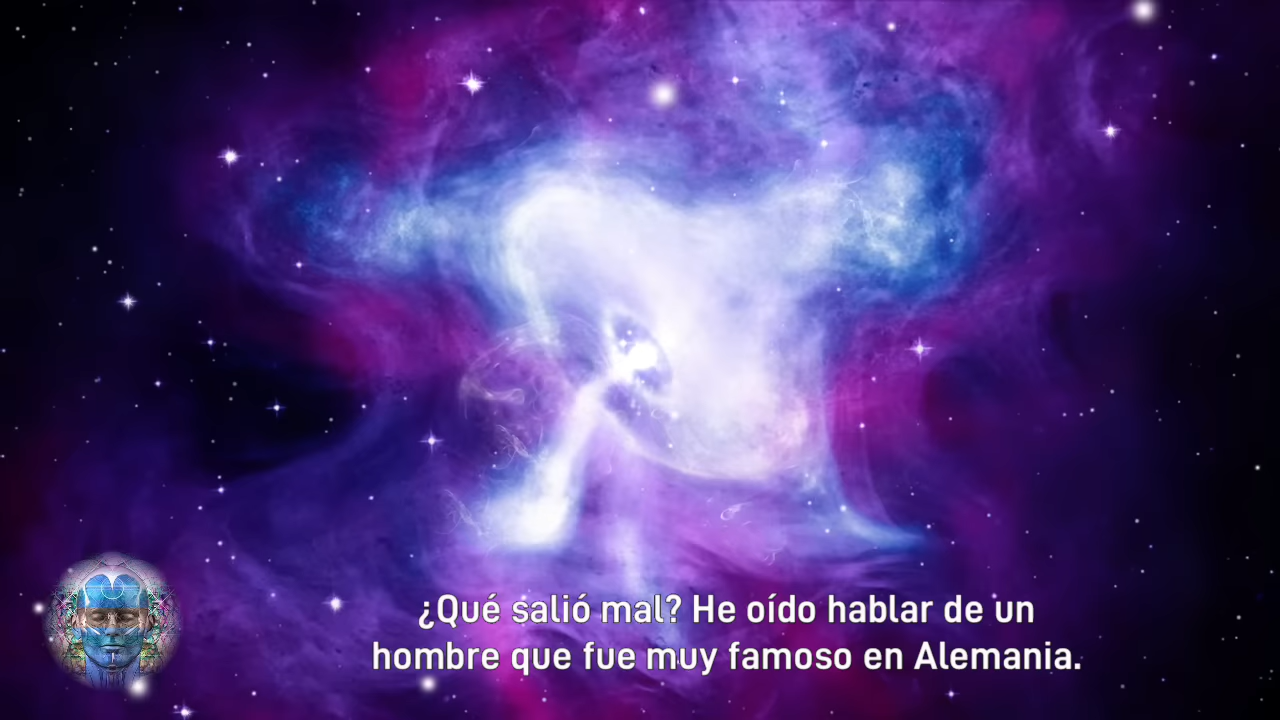 ¿Qué salió mal? He oído hablar de un
hombre que fue muy famoso en Alemania.